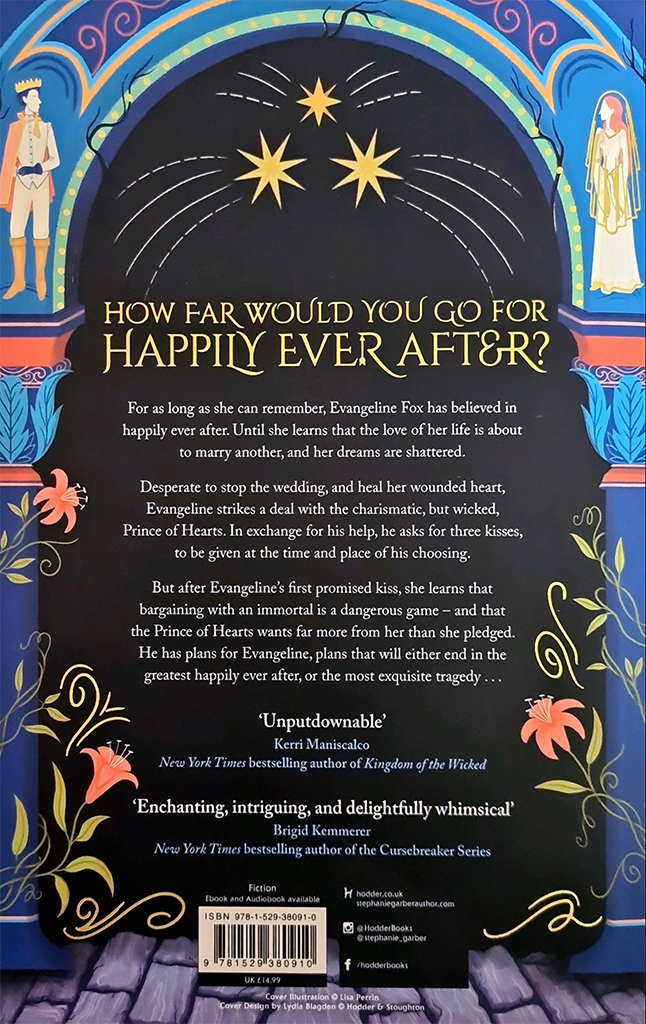 HOW FAR WOULD YOU GO FOR
HAPPILY EVER AFTER?
For as long as she can remember, Evangeline Fox has believed in
happily ever after. Until she learns that the love of her life is about
to marry another, and her dreams are shattered.
Desperate to stop the wedding, and heal her wounded heart,
Evangeline strikes a deal with the charismatic, but wicked,
Prince of Hearts. In exchange for his help, he asks for three kisses,
to be given at the time and place of his choosing.
But after Evangeline’s first promised kiss, she learns that
bargaining with an immortal is a dangerous game – and that
the Prince of Hearts wants far more from her than she pledged.
He has plans for Evangeline, plans that will either end in the
greatest happily ever after, or the most exquisite tragedy . . .
‘Unputdownable’
Kerri Maniscalco
New York Times bestselling author of Kingdom of the Wicked
‘Enchanting, intriguing, and delightfully whimsical’
Brigid Kemmerer
New York Times bestselling author of the Cursebreaker Series
Fiction
Ebook and Audiobook available
ISBN 978-1-529-38091-0
9 781529 380910
UK £14.99
hodder.co.uk
stephaniegarberauthor.com
@HodderBooks
@stephanie_garber
/hodderbooks
Cover Illustration © Lisa Perrin
Cover Design by Lydia Blagden © Hodder & Stoughton